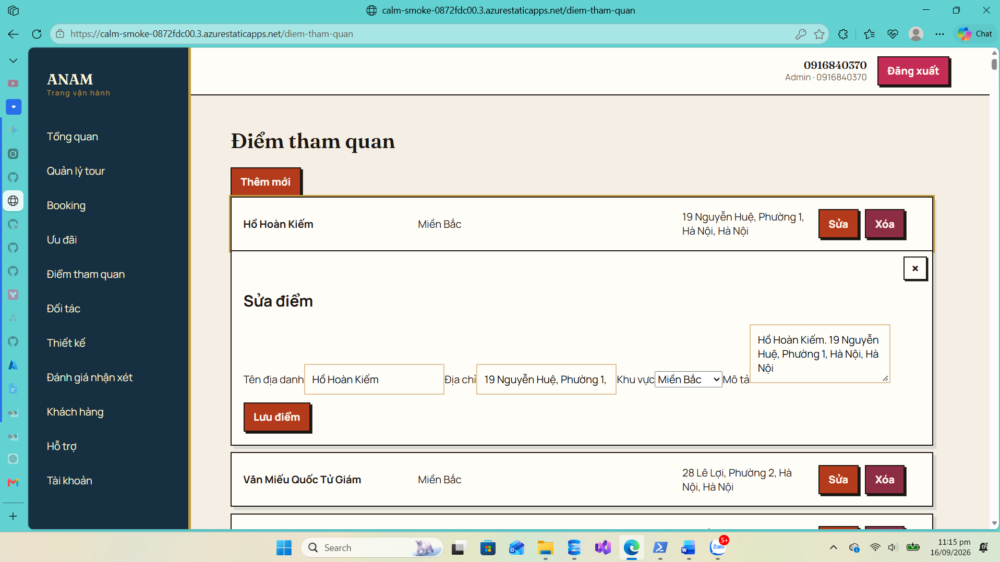 calm-smoke-0872fdc00.3.azurestaticapps.net/diem-tham-quan
https://calm-smoke-0872fdc00.3.azurestaticapps.net/diem-tham-quan
Chat
ANAM
Trang vận hành
Tổng quan
Quản lý tour
Booking
Ưu đãi
Điểm tham quan
Đối tác
Thiết kế
Đánh giá nhận xét
Khách hàng
Hỗ trợ
Tài khoản
0916840370
Admin · 0916840370
Đăng xuất
Điểm tham quan
Thêm mới
Hồ Hoàn Kiếm
Miền Bắc
19 Nguyễn Huệ, Phường 1,
Hà Nội, Hà Nội
Sửa
Xóa
×
Sửa điểm
Tên địa danh
Hồ Hoàn Kiếm
Địa chỉ
19 Nguyễn Huệ, Phường 1,
Khu vực
Miền Bắc
Mô tả
Hồ Hoàn Kiếm. 19 Nguyễn
Huệ, Phường 1, Hà Nội, Hà
Nội
Lưu điểm
Văn Miếu Quốc Tử Giám
Miền Bắc
28 Lê Lợi, Phường 2, Hà
Nội, Hà Nội
Sửa
Xóa
Search
Zalo
5+
11:15 pm
16/09/2026